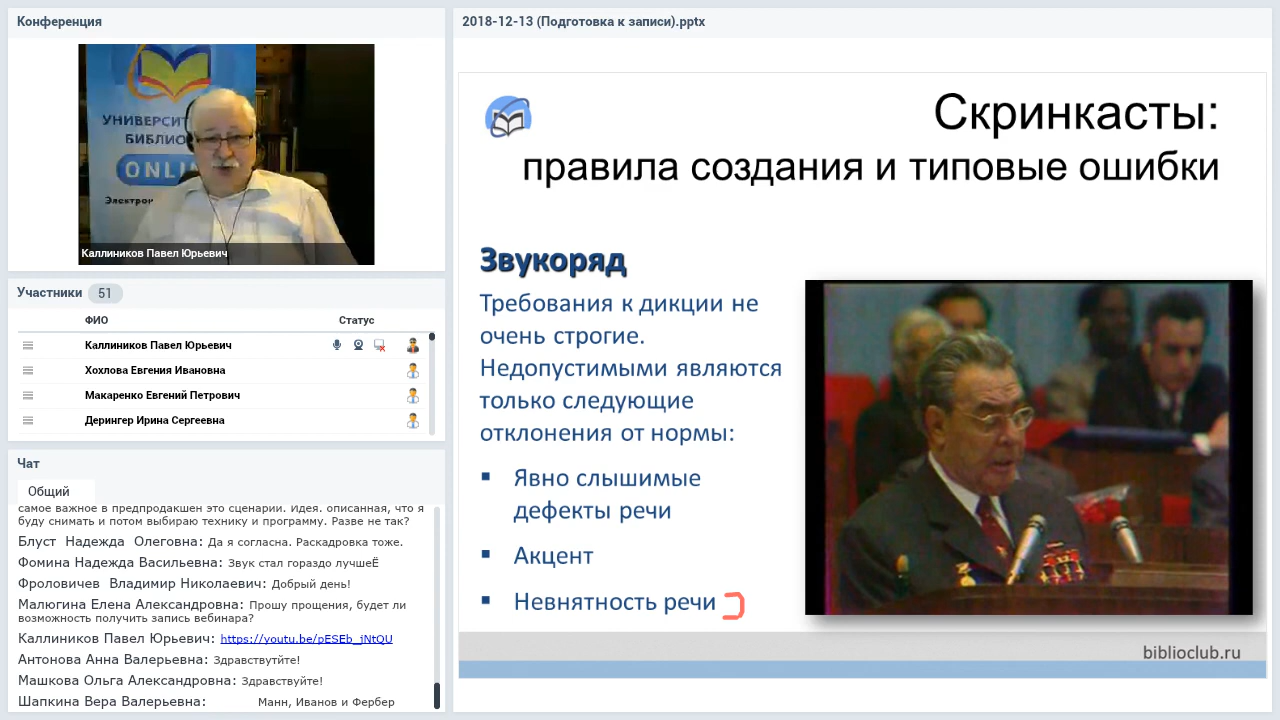 Конференция
УНИВЕРСИТ
БИБЛИО
ONLI
Электрон
Каллиников Павел Юрьевич
Участники 51
ФИО Статус
Каллиников Павел Юрьевич
Хохлова Евгения Ивановна
Макаренко Евгений Петрович
Дерингер Ирина Сергеевна
Чат
Общий
самое важное в предпродакшен это сценарии. Идея. описанная, что я
буду снимать и потом выбираю технику и программу. Разве не так?
Блуст Надежда Олеговна: Да я согласна. Раскадровка тоже.
Фомина Надежда Васильевна: Звук стал гораздо лучшеЁ
Фроловичев Владимир Николаевич: Добрый день!
Малюгина Елена Александровна: Прошу прощения, будет ли
возможность получить запись вебинара?
Каллиников Павел Юрьевич: https://youtu.be/pESEb_jNtQU
Антонова Анна Валерьевна: Здравствутйте!
Машкова Ольга Александровна: Здравствуйте!
Шапкина Вера Валерьевна: Манн, Иванов и Фербер
2018-12-13 (Подготовка к записи).pptx
Скринкасты:
правила создания и типовые ошибки
Звукоряд
Требования к дикции не
очень строгие.
Недопустимыми являются
только следующие
отклонения от нормы:
▪ Явно слышимые
дефекты речи
▪ Акцент
▪ Невнятность речи
biblioclub.ru